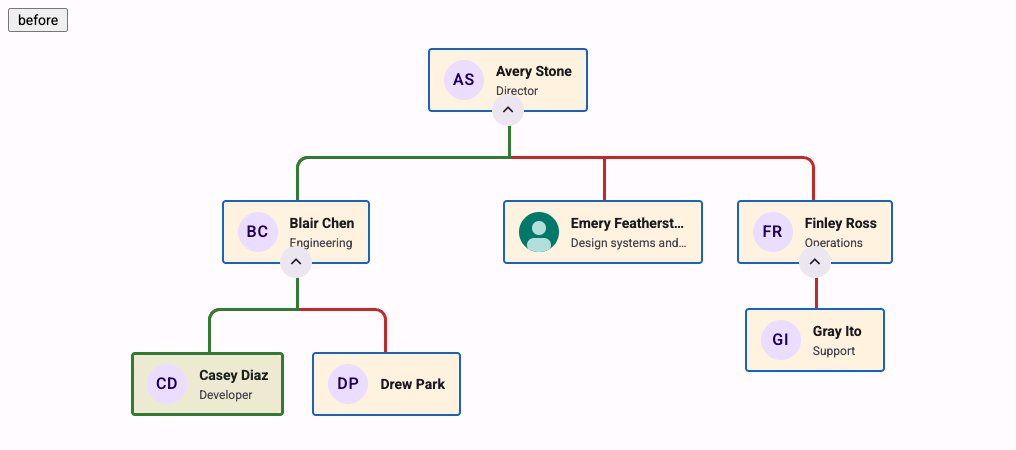 before
AS
Avery Stone
Director
BC
Blair Chen
Engineering
Emery Featherst...
Design systems and...
FR
Finley Ross
Operations
CD
Casey Diaz
Developer
DP
Drew Park
GI
Gray Ito
Support